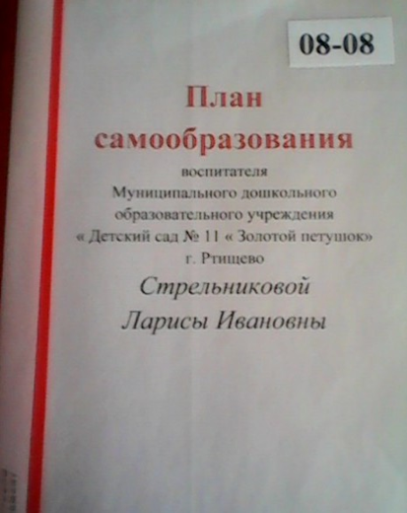 08-08
План
самообразования
воспитателя
Муниципального дошкольного
образовательного учреждения
« Детский сад № 11 « Золотой петушок»
г. Ртищево
Стрельниковой
Ларисы Ивановны